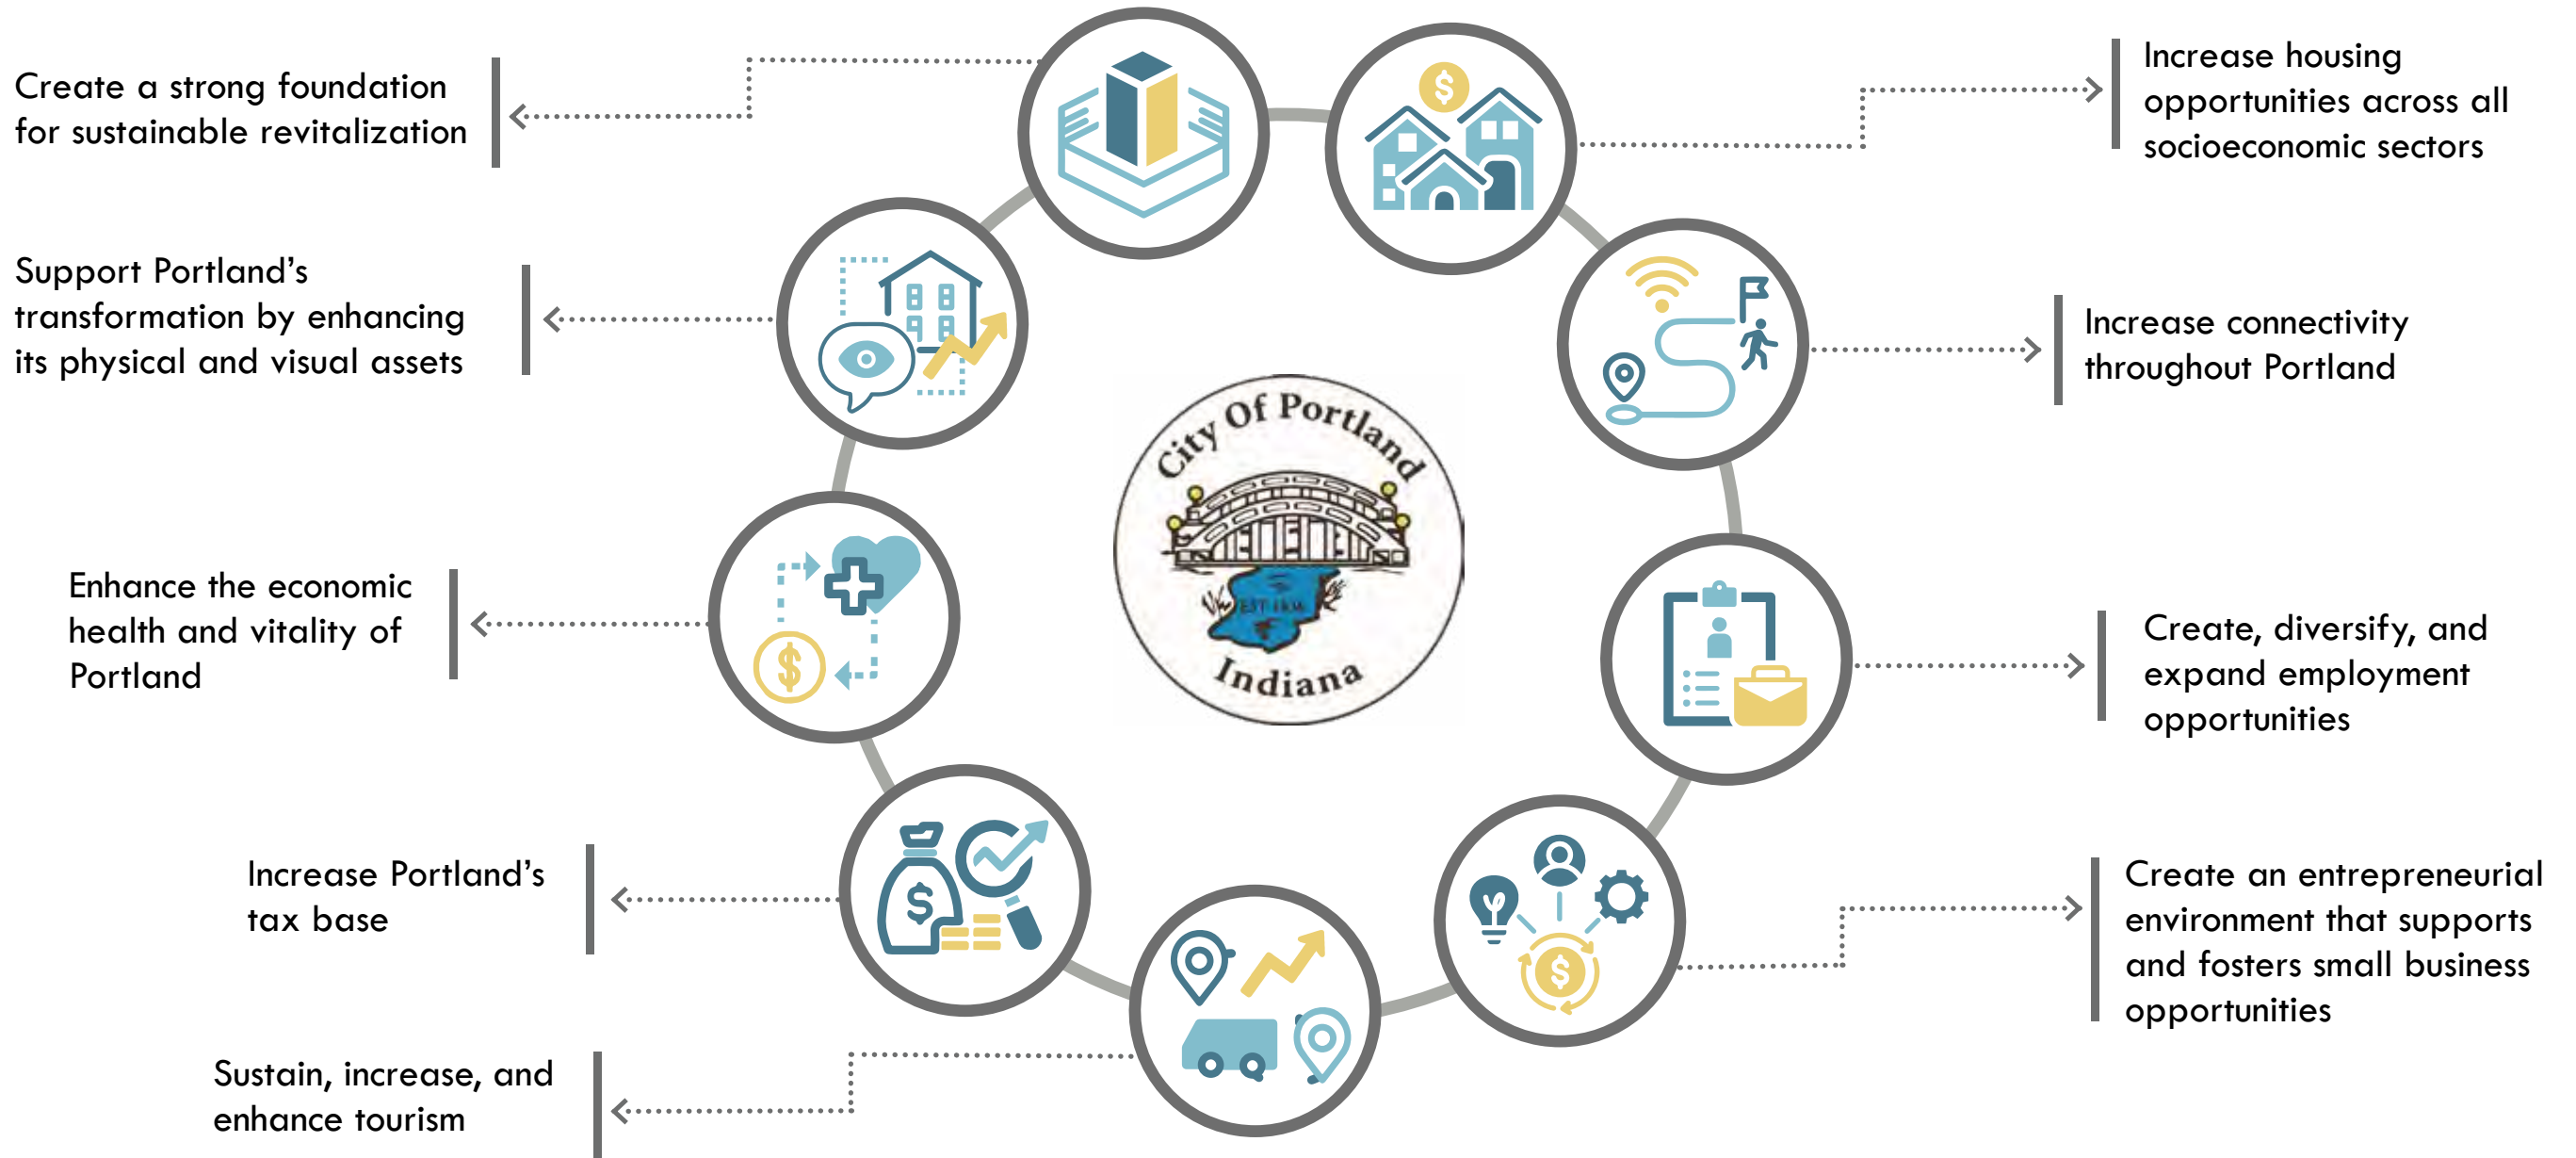 Create a strong foundation
for sustainable revitalization
Support Portland's
transformation by enhancing
its physical and visual assets
Enhance the economic
health and vitality of
Portland
Increase Portland's
tax base
Sustain, increase, and
enhance tourism
City Of Portland
Indiana
Increase housing
opportunities across all
socioeconomic sectors
Increase connectivity
throughout Portland
Create, diversify, and
expand employment
opportunities
Create an entrepreneurial
environment that supports
and fosters small business
opportunities